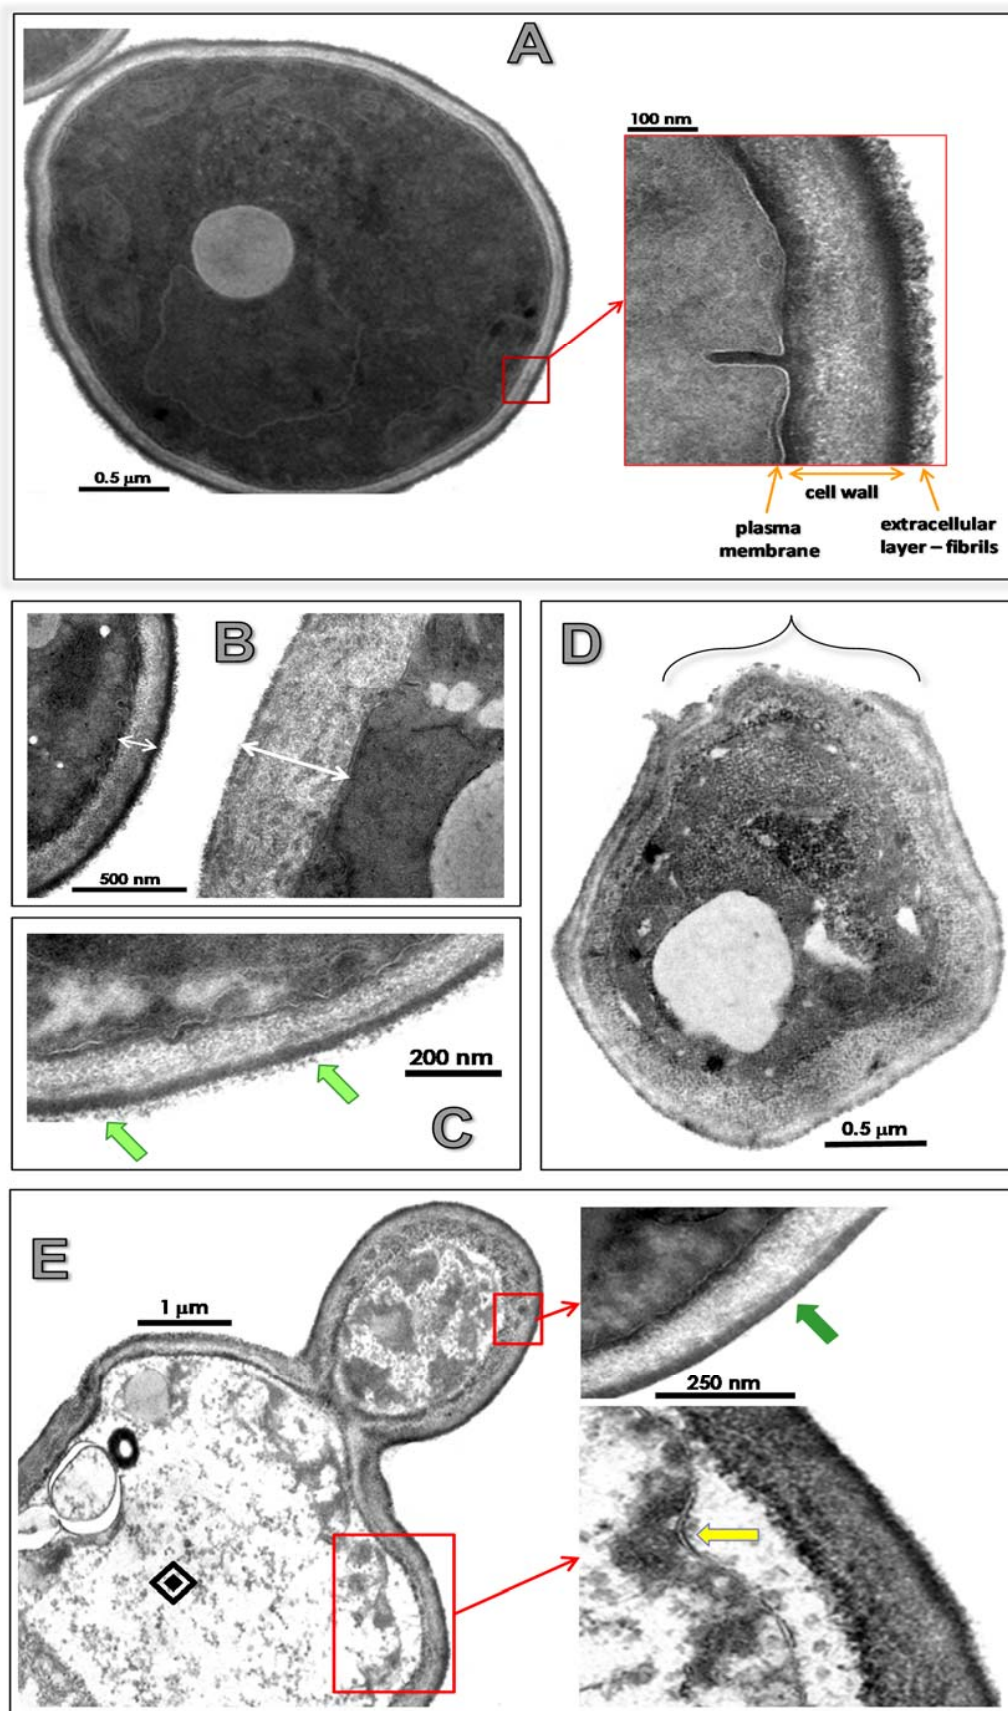 A
100 nm
0.5 μm
cell wall
plasma
membrane
extracellular
layer – fibrils
B
500 nm
D
0.5 μm
200 nm
C
E
1 μm
250 nm